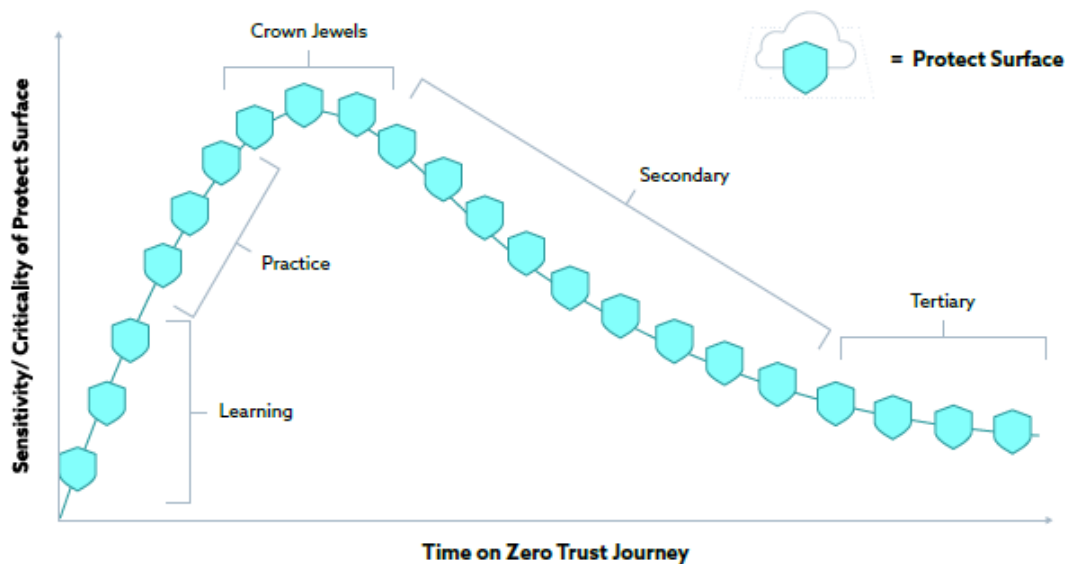 Crown Jewels
= Protect Surface
Sensitivity/ Criticality of Protect Surface
Secondary
Practice
Tertiary
Learning
Time on Zero Trust Journey